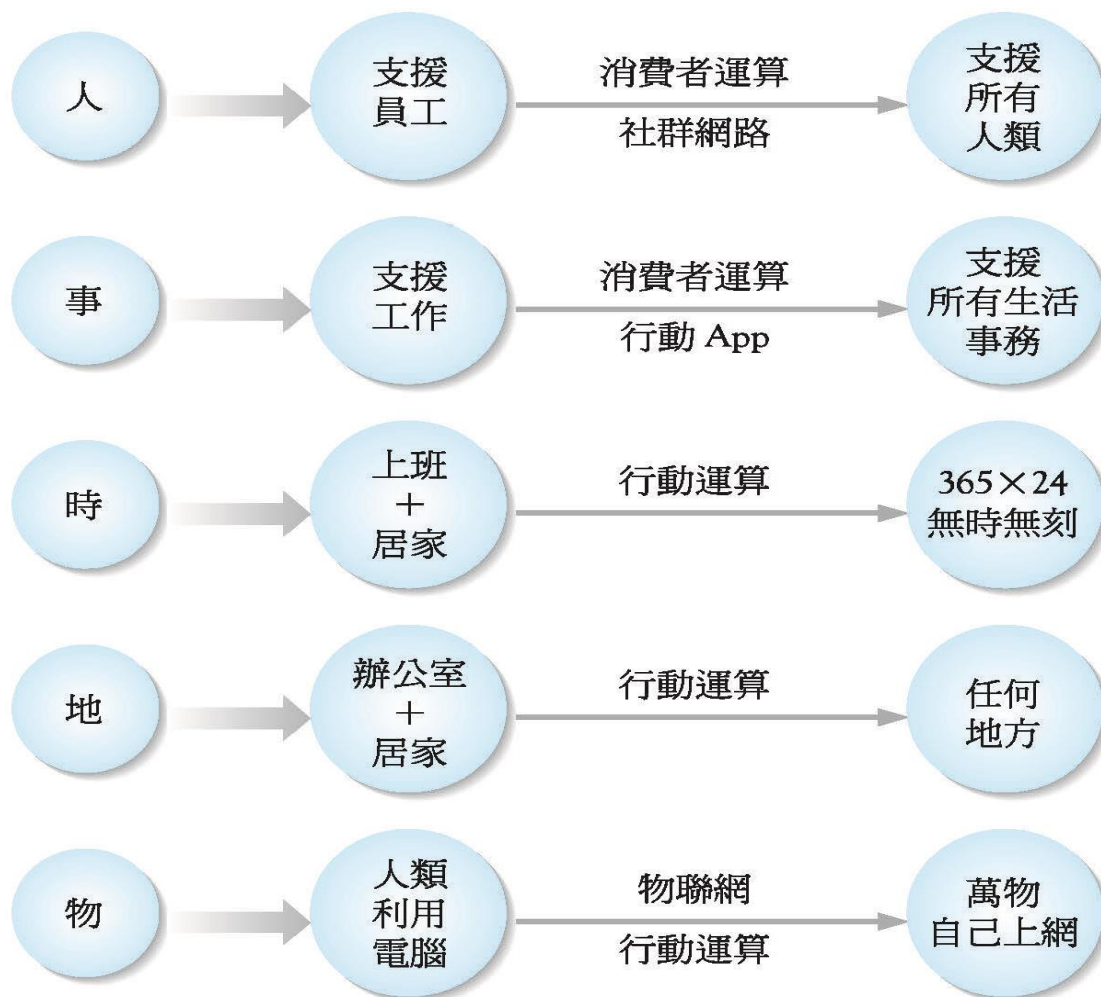 人
支援
員工
消費者運算
社群網路
支援
所有
人類
事
支援
工作
消費者運算
行動 App
支援
所有生活
事務
時
上班
+
居家
行動運算
365×24
無時無刻
地
辦公室
+
居家
行動運算
任何
地方
物
人類
利用
電腦
物聯網
行動運算
萬物
自己上網